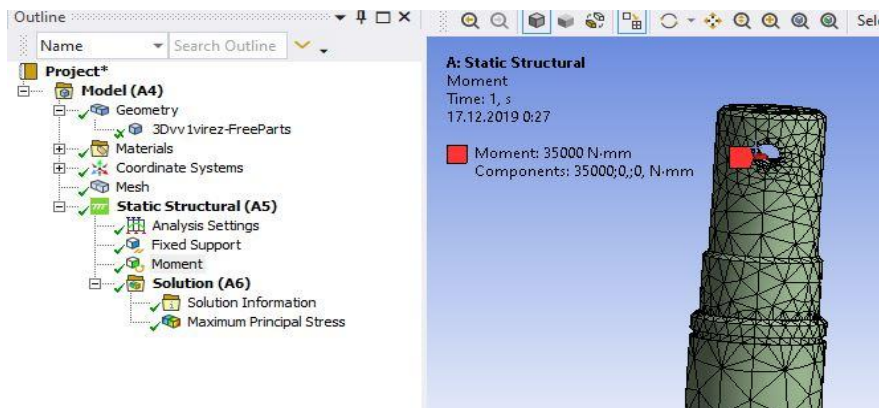 Outline
Name
Search Outline
Project*
Model (A4)
Geometry
3Dvv1virez-FreeParts
Materials
Coordinate Systems
Mesh
Static Structural (A5)
Analysis Settings
Fixed Support
Moment
Solution (A6)
Solution Information
Maximum Principal Stress
Sele
A: Static Structural
Moment
Time: 1, s
17.12.2019 0:27
Moment: 35000 N·mm
Components: 35000;0,;0, N·mm